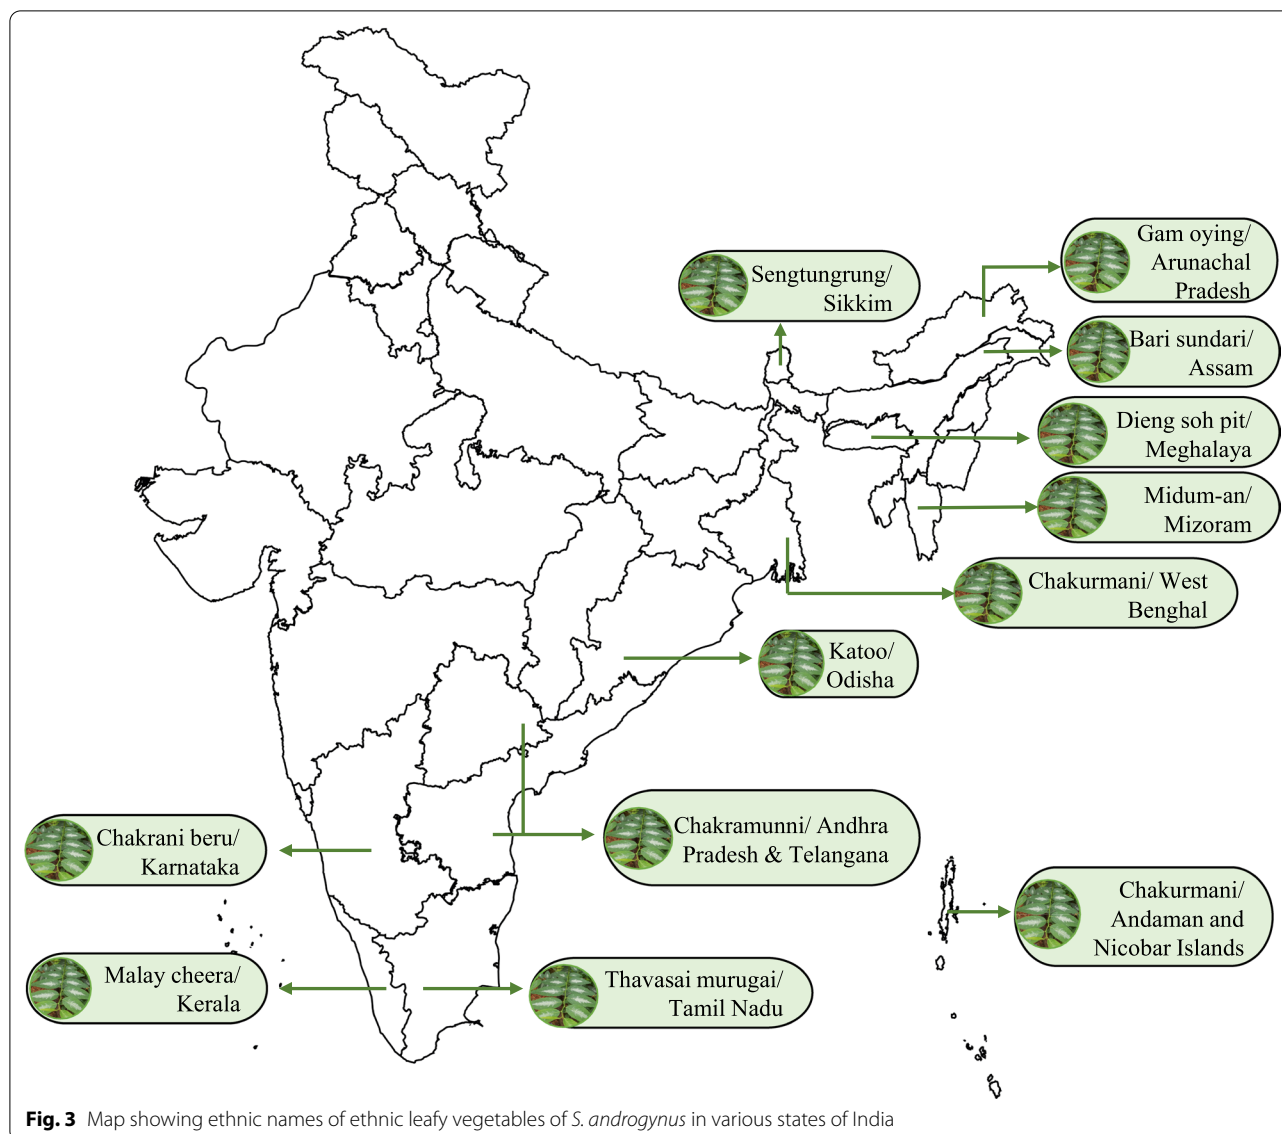 Gam oying/
Arunachal
Pradesh
Sengtungrung/
Sikkim
Bari sundari/
Assam
Dieng soh pit/
Meghalaya
Midum-an/
Mizoram
Chakurmani/ West
Benghal
Katoo/
Odisha
Chakramunni/ Andhra
Pradesh & Telangana
Chakrani beru/
Karnataka
Chakurmani/
Andaman and
Nicobar Islands
Malay cheera/
Kerala
Thavasai murugai/
Tamil Nadu
Fig. 3 Map showing ethnic names of ethnic leafy vegetables of S. androgynus in various states of India